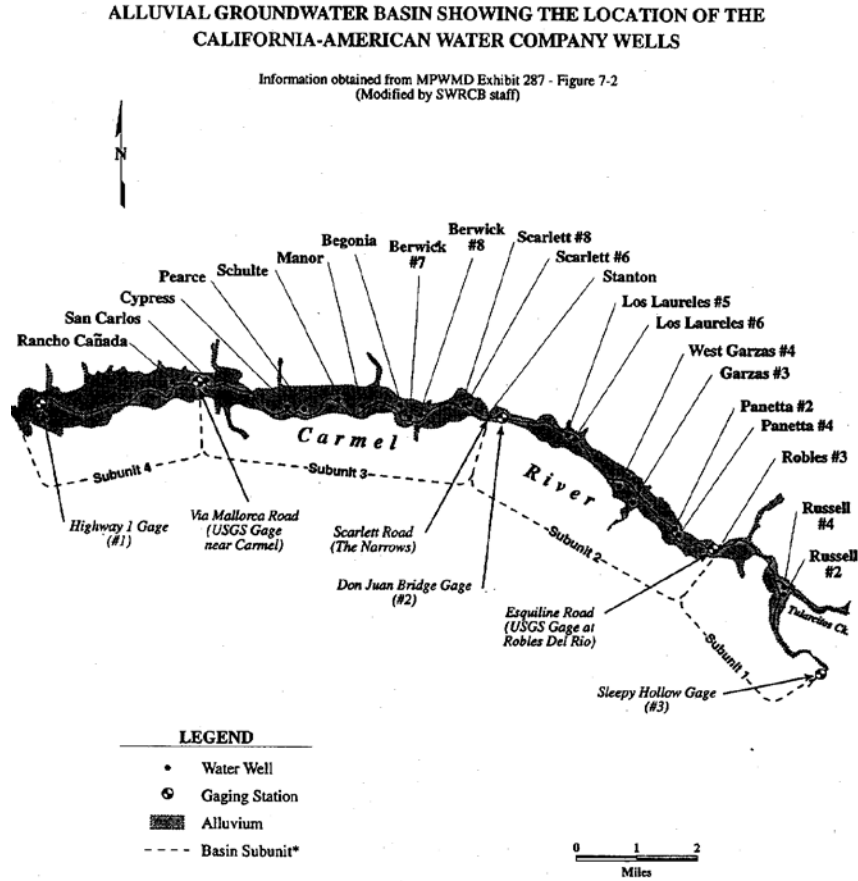 ALLUVIAL GROUNDWATER BASIN SHOWING THE LOCATION OF THE
CALIFORNIA-AMERICAN WATER COMPANY WELLS
Information obtained from MPWMD Exhibit 287 - Figure 7-2
(Modified by SWRCB staff)
N
Rancho Cañada
San Carlos
Cypress
Pearce
Schulte
Manor
Begonia
Berwick
#7
Berwick
#8
Scarlett #8
Scarlett #6
Stanton
Los Laureles #5
Los Laureles #6
West Garzas #4
Garzas #3
Panetta #2
Panetta #4
Robles #3
Russell
#4
Russell
#2
Tularcitos Ck.
Carmel
River
Subunit 4
Subunit 3
Subunit 2
Subunit 1
Highway 1 Gage
(#1)
Via Mallorca Road
(USGS Gage
near Carmel)
Scarlett Road
(The Narrows)
Don Juan Bridge Gage
(#2)
Esquiline Road
(USGS Gage at
Robles Del Rio)
Sleepy Hollow Gage
(#3)
LEGEND
Water Well
Gaging Station
Alluvium
Basin Subunit*
0 1 2
Miles